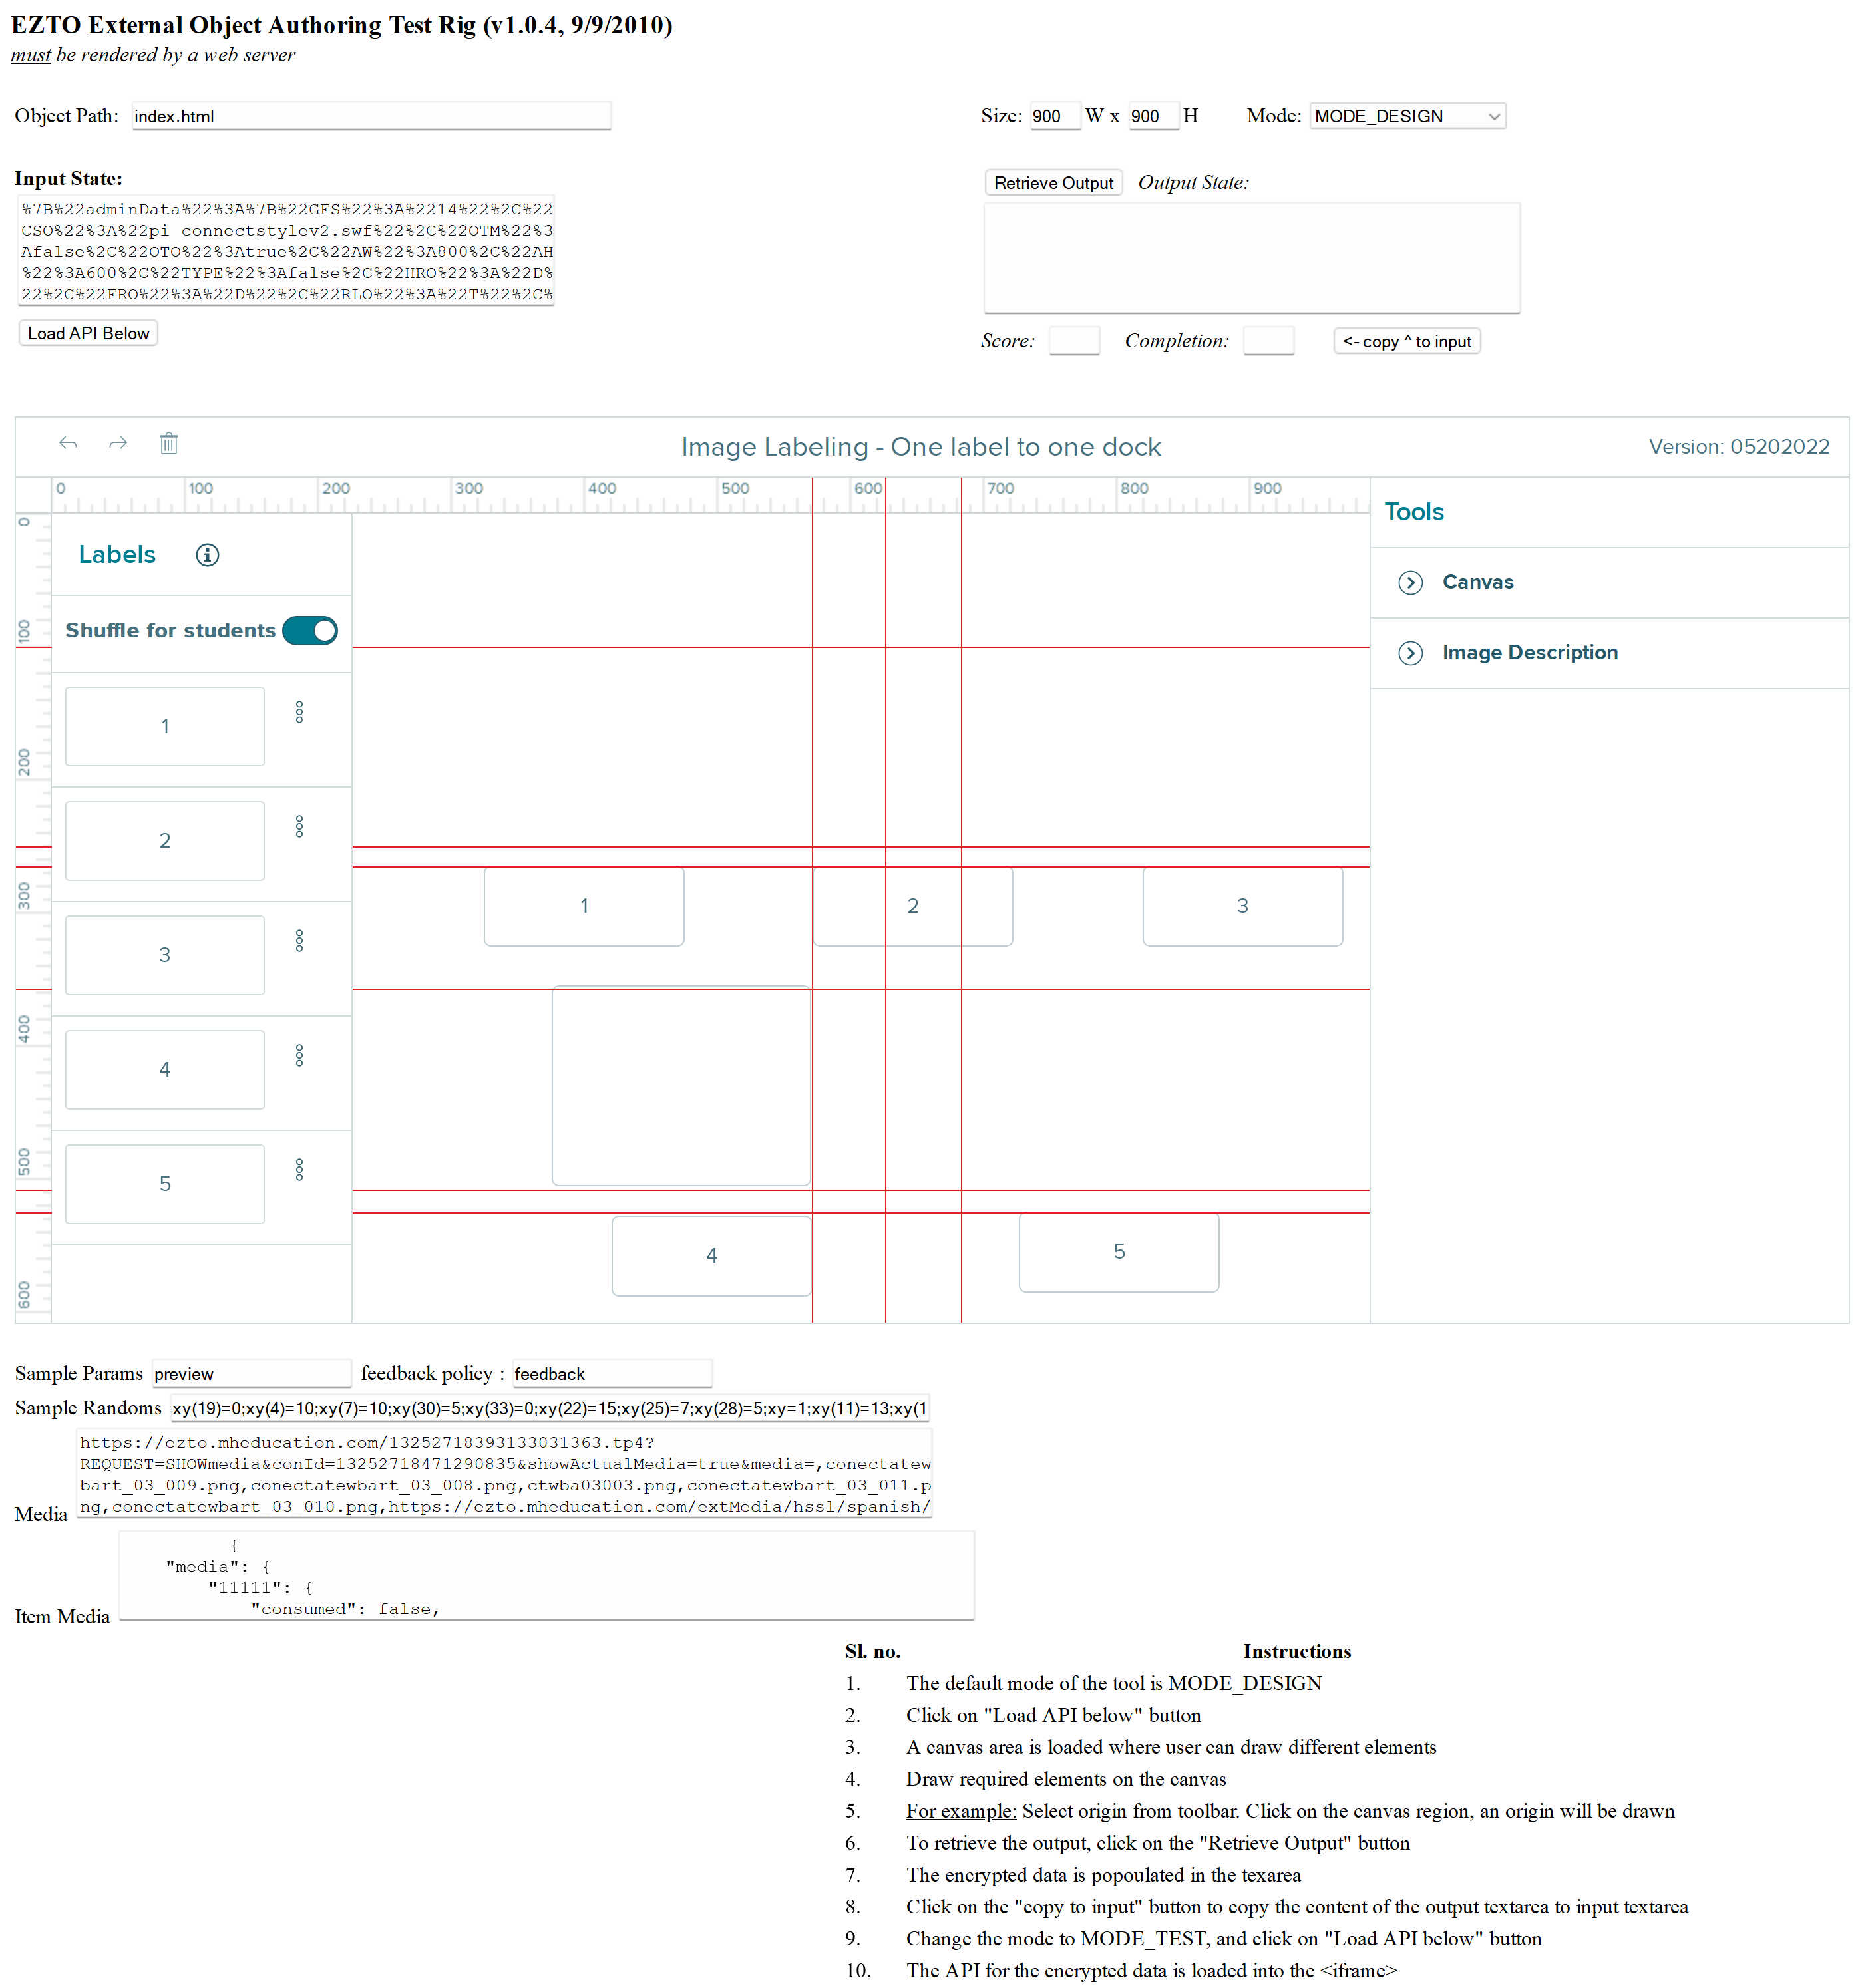 EZTO External Object Authoring Test Rig (v1.0.4, 9/9/2010)
must be rendered by a web server
Object Path: index.html
Size: 900 W x 900 H Mode: MODE_DESIGN
Input State:
%7B%22adminData%22%3A%7B%22GFS%22%3A%2214%22%2C%22
CSO%22%3A%22pi_connectstylev2.swf%22%2C%22OTM%22%3
Afalse%2C%22OTO%22%3Atrue%2C%22AW%22%3A800%2C%22AH
%22%3A600%2C%22TYPE%22%3Afalse%2C%22HRO%22%3A%22D%
22%2C%22FRO%22%3A%22D%22%2C%22RLO%22%3A%22T%22%2C%
Load API Below
Retrieve Output Output State:
Score: Completion: <- copy ^ to input
Image Labeling - One label to one dock
Version: 05202022
0 100 200 300 400 500 600 700 800 900
0
100
200
300
400
500
600
Labels
Shuffle for students
1
2
3
4
5
1 2 3
4 5
Tools
Canvas
Image Description
Sample Params preview feedback policy : feedback
Sample Randoms xy(19)=0;xy(4)=10;xy(7)=10;xy(30)=5;xy(33)=0;xy(22)=15;xy(25)=7;xy(28)=5;xy=1;xy(11)=13;xy(1
https://ezto.mheducation.com/13252718393133031363.tp4?
REQUEST=SHOWmedia&conId=13252718471290835&showActualMedia=true&media=,conectatew
bart_03_009.png,conectatewbart_03_008.png,ctwba03003.png,conectatewbart_03_011.p
ng,conectatewbart_03_010.png,https://ezto.mheducation.com/extMedia/hssl/spanish/
Media
{
"media": {
"11111": {
"consumed": false,
Item Media
Sl. no. Instructions
1. The default mode of the tool is MODE_DESIGN
2. Click on "Load API below" button
3. A canvas area is loaded where user can draw different elements
4. Draw required elements on the canvas
5. For example: Select origin from toolbar. Click on the canvas region, an origin will be drawn
6. To retrieve the output, click on the "Retrieve Output" button
7. The encrypted data is popoulated in the texarea
8. Click on the "copy to input" button to copy the content of the output textarea to input textarea
9. Change the mode to MODE_TEST, and click on "Load API below" button
10. The API for the encrypted data is loaded into the <iframe>